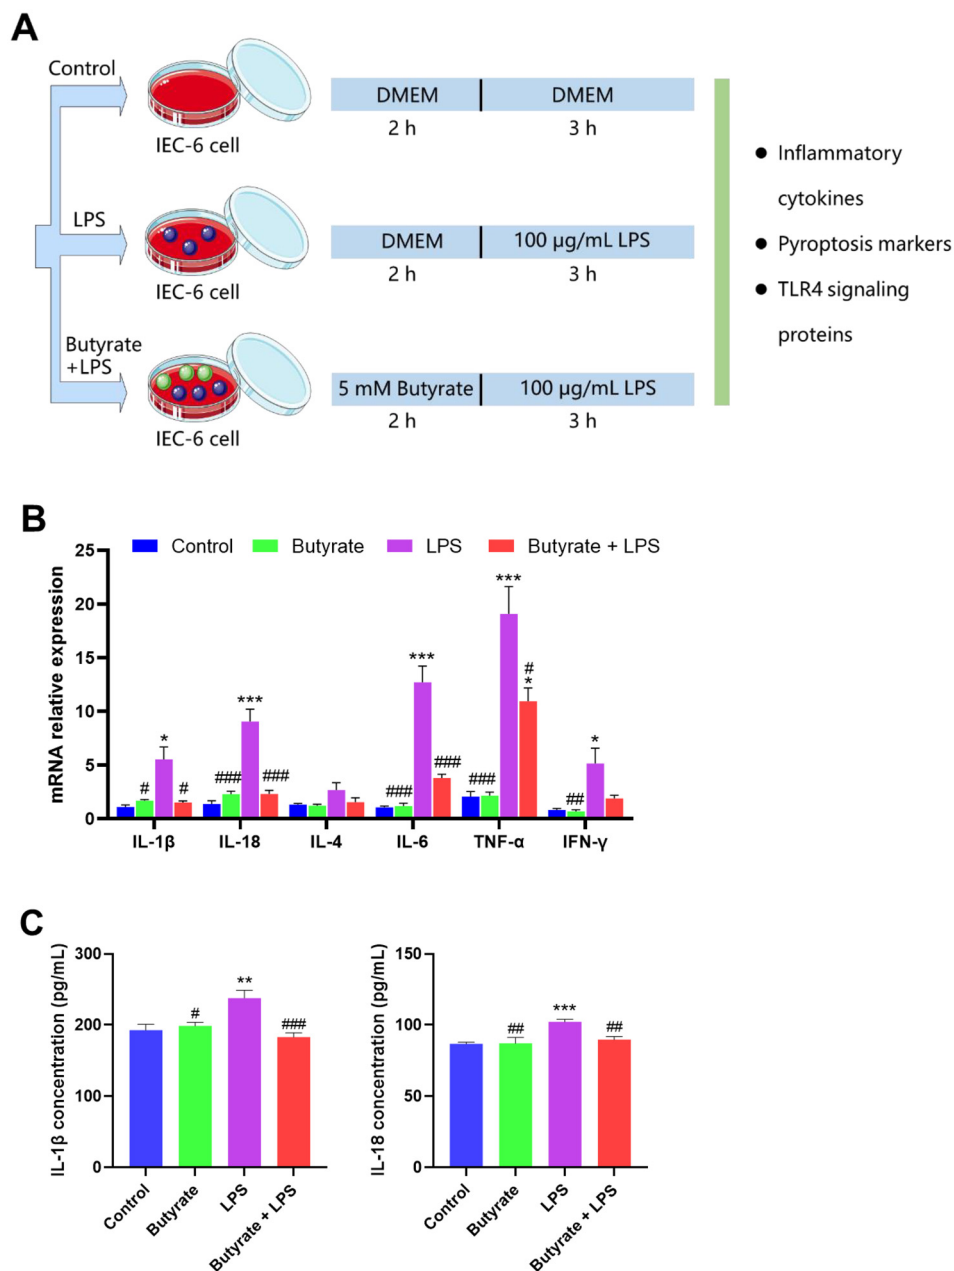 A
Control
IEC-6 cell
DMEM
DMEM
2 h
3 h
LPS
IEC-6 cell
DMEM
100 μg/mL LPS
2 h
3 h
Butyrate
+LPS
IEC-6 cell
5 mM Butyrate
100 μg/mL LPS
2 h
3 h
● Inflammatory
cytokines
● Pyroptosis markers
● TLR4 signaling
proteins
B
Control
Butyrate
LPS
Butyrate + LPS
mRNA relative expression
25
20
15
10
5
0
#
*
#
###
***
###
###
***
###
###
***
#
*
##
*
IL-1β
IL-18
IL-4
IL-6
TNF-α
IFN-γ
C
IL-1β concentration (pg/mL)
300
200
100
0
#
**
###
Control
Butyrate
LPS
Butyrate + LPS
IL-18 concentration (pg/mL)
150
100
50
0
##
***
##
Control
Butyrate
LPS
Butyrate + LPS